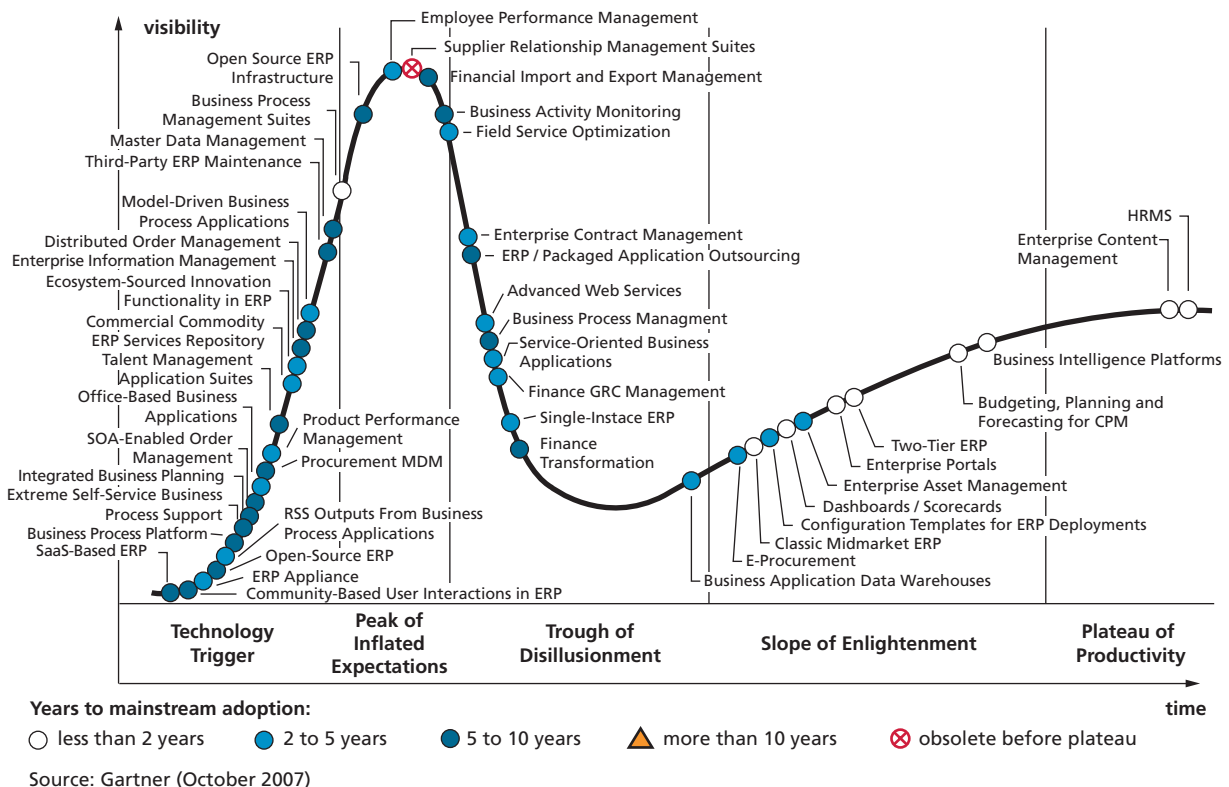 visibility
Employee Performance Management
Supplier Relationship Management Suites
Open Source ERP
Infrastructure
Financial Import and Export Management
Business Process
Management Suites
Business Activity Monitoring
Field Service Optimization
Master Data Management
Third-Party ERP Maintenance
Model-Driven Business
Process Applications
Distributed Order Management
Enterprise Information Management
Ecosystem-Sourced Innovation
Functionality in ERP
Commercial Commodity
ERP Services Repository
Talent Management
Application Suites
Office-Based Business
Applications
Product Performance
Management
SOA-Enabled Order
Management
Procurement MDM
Integrated Business Planning
Extreme Self-Service Business
Process Support
RSS Outputs From Business
Process Applications
Business Process Platform
SaaS-Based ERP
Open-Source ERP
ERP Appliance
Community-Based User Interactions in ERP
Enterprise Contract Management
ERP / Packaged Application Outsourcing
Advanced Web Services
Business Process Managment
Service-Oriented Business
Applications
Finance GRC Management
Single-Instace ERP
Finance
Transformation
HRMS
Enterprise Content
Management
Business Intelligence Platforms
Budgeting, Planning and
Forecasting for CPM
Two-Tier ERP
Enterprise Portals
Enterprise Asset Management
Dashboards / Scorecards
Configuration Templates for ERP Deployments
Classic Midmarket ERP
E-Procurement
Business Application Data Warehouses
Technology
Trigger
Peak of
Inflated
Expectations
Trough of
Disillusionment
Slope of Enlightenment
Plateau of
Productivity
time
Years to mainstream adoption:
less than 2 years
2 to 5 years
5 to 10 years
more than 10 years
obsolete before plateau
Source: Gartner (October 2007)